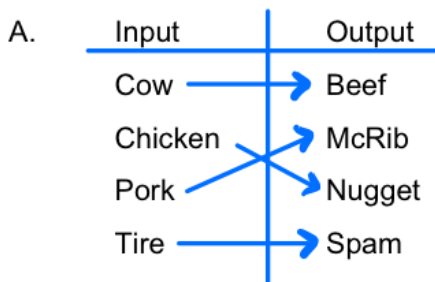 A. Input Output
Cow Beef
Chicken McRib
Pork Nugget
Tire Spam